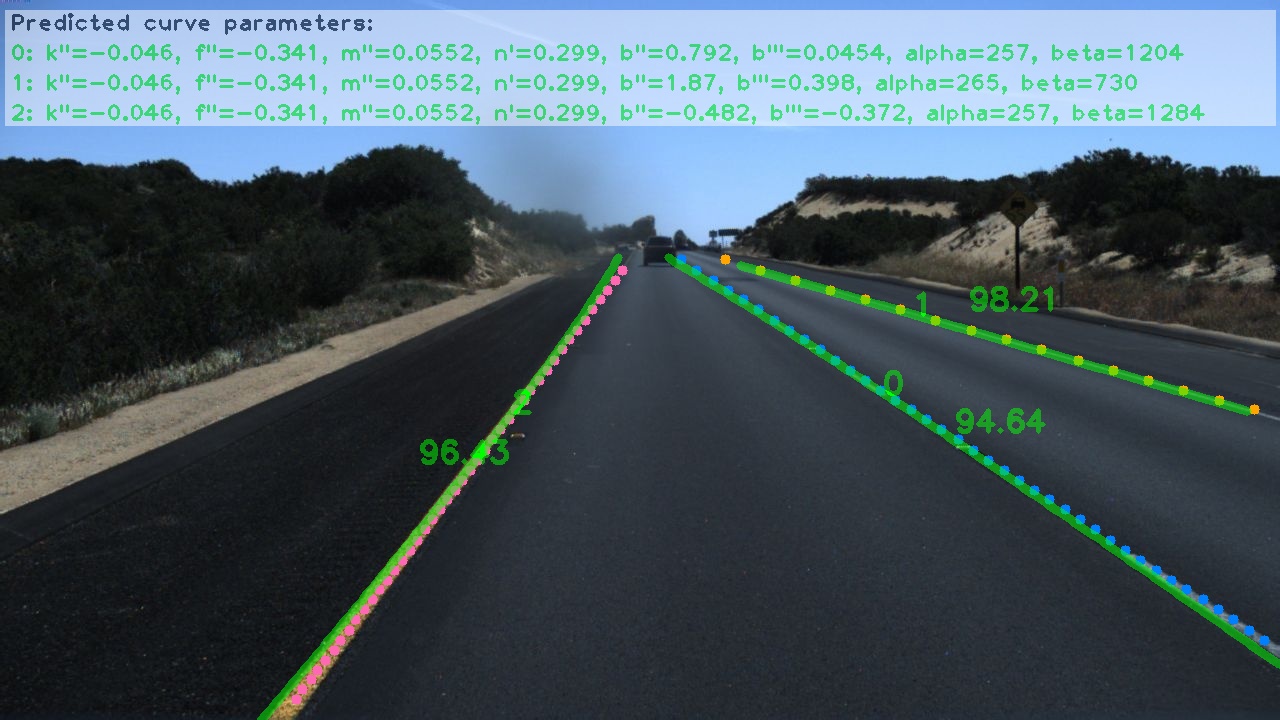 Predicted curve parameters:
0: k''=-0.046, f''=-0.341, m''=0.0552, n'=0.299, b''=0.792, b'''=0.0454, alpha=257, beta=1204
1: k''=-0.046, f''=-0.341, m''=0.0552, n'=0.299, b''=1.87, b'''=0.398, alpha=265, beta=730
2: k''=-0.046, f''=-0.341, m''=0.0552, n'=0.299, b''=-0.482, b'''=-0.372, alpha=257, beta=1284
1 98.21
0
2
94.64
96.43